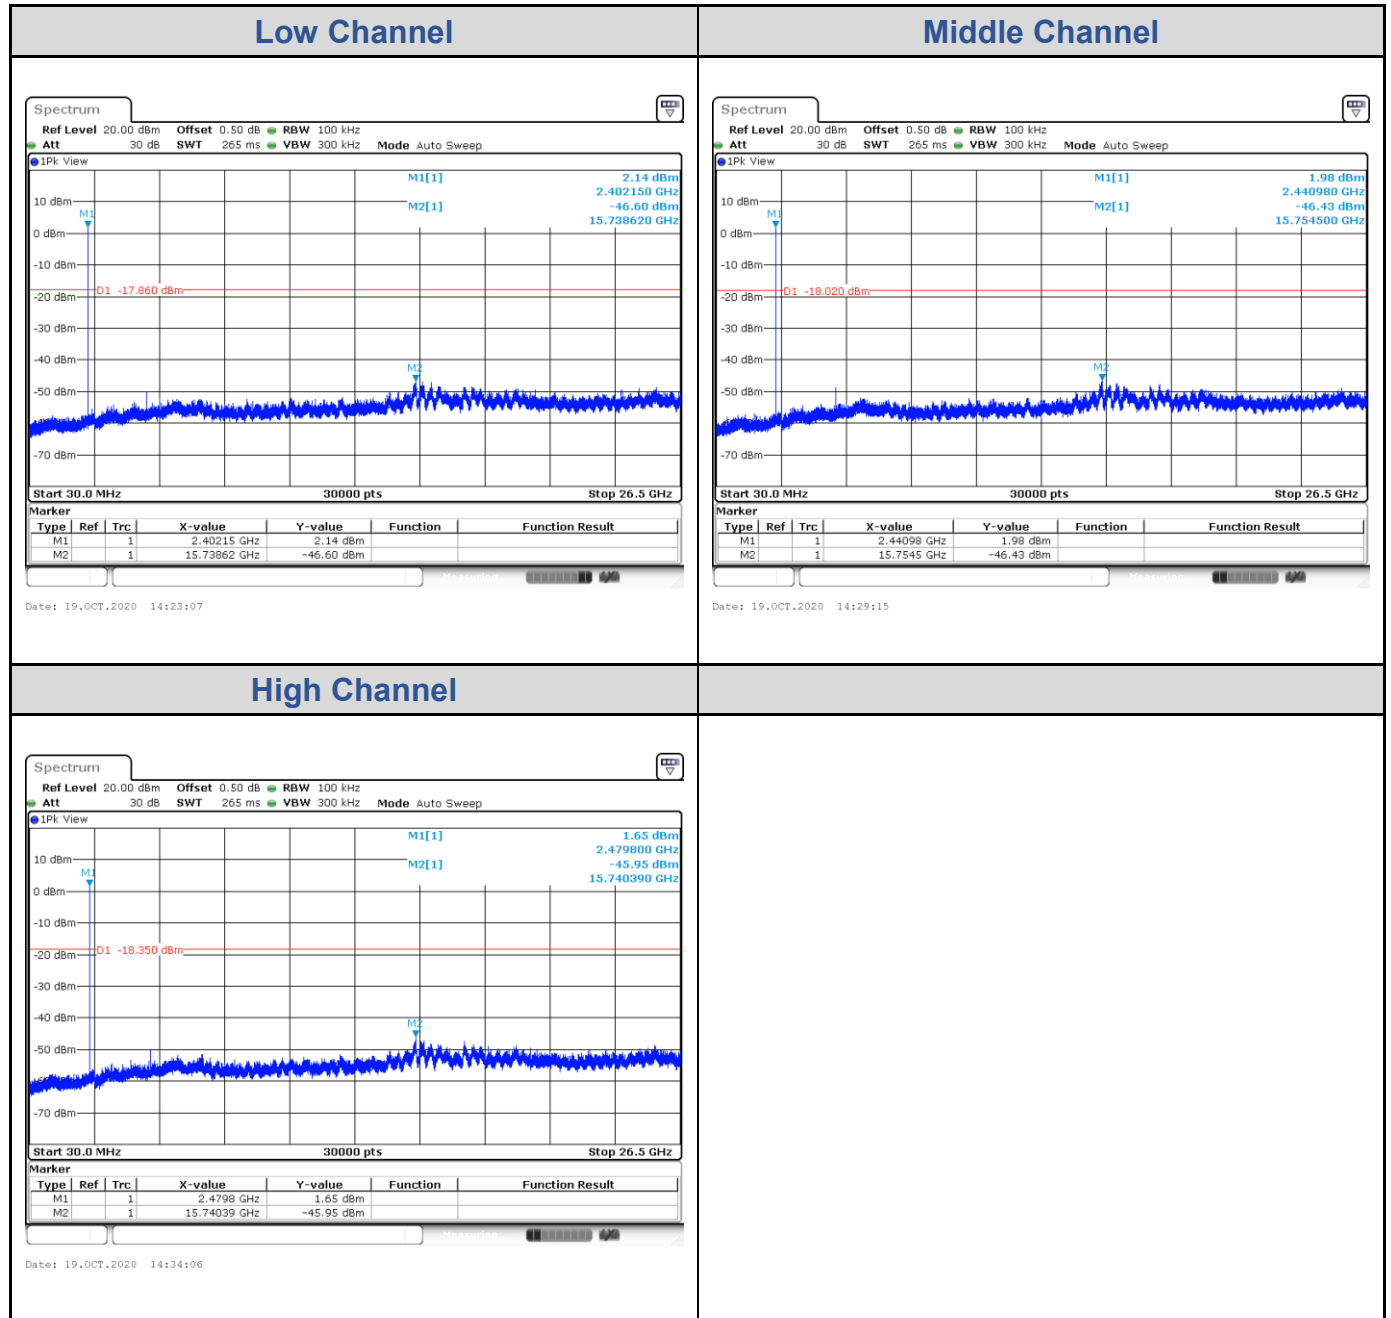 Low Channel
Spectrum
Ref Level 20.00 dBm Offset 0.50 dB RBW 100 kHz
Att 30 dB SWT 265 ms VBW 300 kHz Mode Auto Sweep
1Pk View
M1[1] 2.14 dBm
2.402150 GHz
M2[1] -46.60 dBm
15.738620 GHz
10 dBm
M1
0 dBm
-10 dBm
D1 -17.860 dBm
-20 dBm
-30 dBm
-40 dBm
M2
-50 dBm
-70 dBm
Start 30.0 MHz 30000 pts Stop 26.5 GHz
Marker
Type Ref Trc X-value Y-value Function Function Result
M1 1 2.40215 GHz 2.14 dBm
M2 1 15.73862 GHz -46.60 dBm
Date: 19.OCT.2020 14:23:07
Middle Channel
Spectrum
Ref Level 20.00 dBm Offset 0.50 dB RBW 100 kHz
Att 30 dB SWT 265 ms VBW 300 kHz Mode Auto Sweep
1Pk View
M1[1] 1.98 dBm
2.440980 GHz
M2[1] -46.43 dBm
15.754500 GHz
10 dBm
M1
0 dBm
-10 dBm
D1 -18.020 dBm
-20 dBm
-30 dBm
-40 dBm
M2
-50 dBm
-70 dBm
Start 30.0 MHz 30000 pts Stop 26.5 GHz
Marker
Type Ref Trc X-value Y-value Function Function Result
M1 1 2.44098 GHz 1.98 dBm
M2 1 15.7545 GHz -46.43 dBm
Date: 19.OCT.2020 14:29:15
High Channel
Spectrum
Ref Level 20.00 dBm Offset 0.50 dB RBW 100 kHz
Att 30 dB SWT 265 ms VBW 300 kHz Mode Auto Sweep
1Pk View
M1[1] 1.65 dBm
2.479800 GHz
M2[1] -45.95 dBm
15.740390 GHz
10 dBm
M1
0 dBm
-10 dBm
D1 -18.350 dBm
-20 dBm
-30 dBm
-40 dBm
M2
-50 dBm
-70 dBm
Start 30.0 MHz 30000 pts Stop 26.5 GHz
Marker
Type Ref Trc X-value Y-value Function Function Result
M1 1 2.4798 GHz 1.65 dBm
M2 1 15.74039 GHz -45.95 dBm
Date: 19.OCT.2020 14:34:06